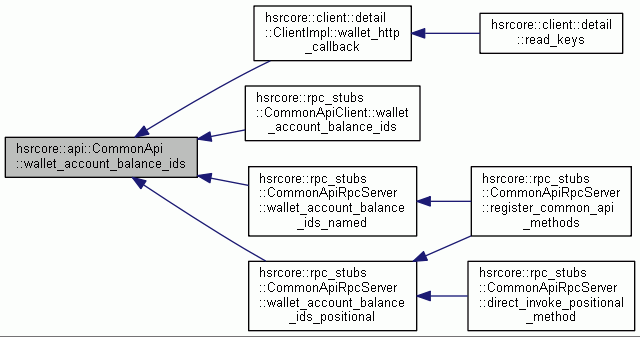 hsrcore::client::detail
::ClientImpl::wallet_http
_callback
hsrcore::client::detail
::read_keys
hsrcore::rpc_stubs
::CommonApiClient::wallet
_account_balance_ids
hsrcore::api::CommonApi
::wallet_account_balance_ids
hsrcore::rpc_stubs
::CommonApiRpcServer
::wallet_account_balance
_ids_named
hsrcore::rpc_stubs
::CommonApiRpcServer
::register_common_api
_methods
hsrcore::rpc_stubs
::CommonApiRpcServer
::wallet_account_balance
_ids_positional
hsrcore::rpc_stubs
::CommonApiRpcServer
::direct_invoke_positional
_method